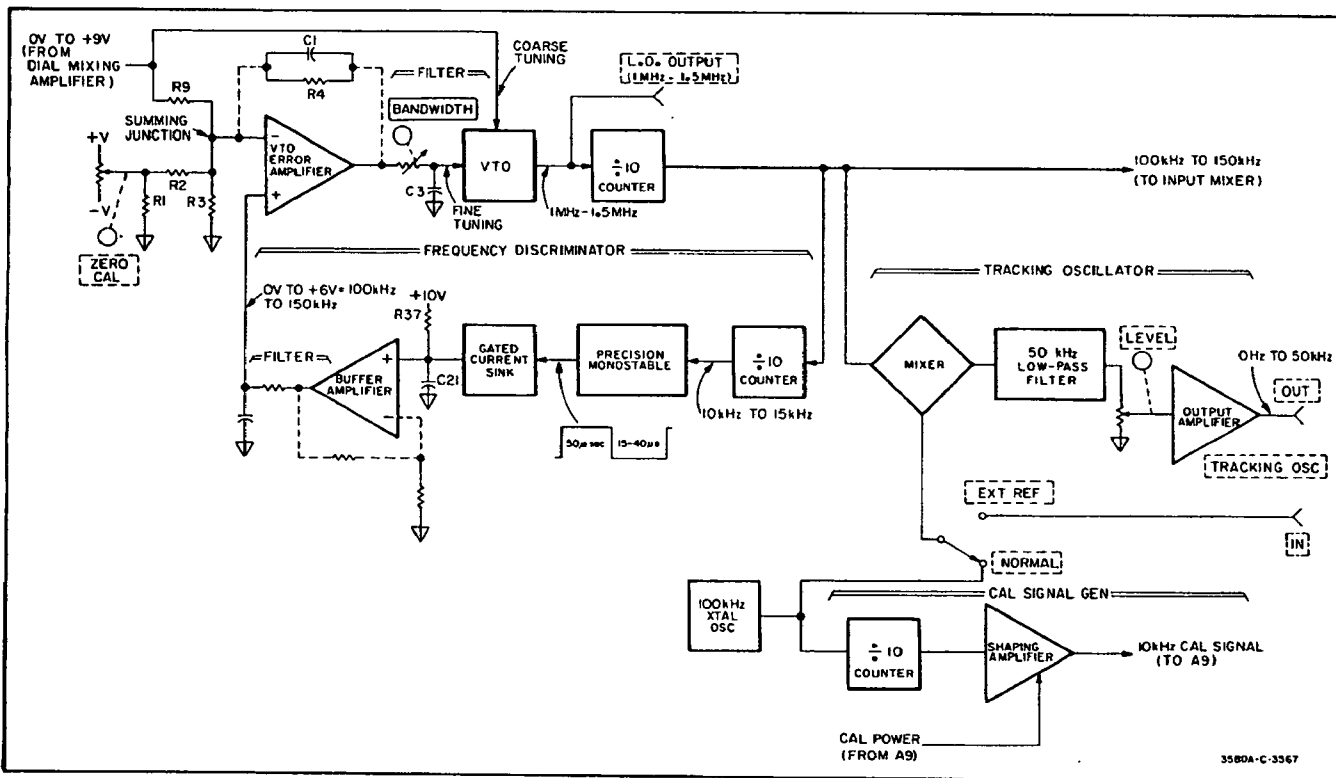 0V TO +9V
(FROM
DIAL MIXING
AMPLIFIER)
R9
SUMMING
JUNCTION
+V
-V
R1
R2
R3
ZERO
CAL
C1
R4
VTO
ERROR
AMPLIFIER
-
+
FILTER
BANDWIDTH
C3
COARSE
TUNING
VTO
FINE
TUNING
1MHz-1.5MHz
L.O. OUTPUT
(1MHz-1.5MHz)
÷10
COUNTER
100kHz TO 150kHz
(TO INPUT MIXER)
FREQUENCY DISCRIMINATOR
0V TO +6V=100kHz
TO 150kHz
FILTER
BUFFER
AMPLIFIER
+
-
+10V
R37
C21
GATED
CURRENT
SINK
PRECISION
MONOSTABLE
÷10
COUNTER
10kHz TO 15kHz
50µsec
15-40µs
TRACKING OSCILLATOR
MIXER
50 kHz
LOW-PASS
FILTER
LEVEL
OUTPUT
AMPLIFIER
0Hz TO 50kHz
OUT
TRACKING OSC
EXT REF
IN
NORMAL
100kHz
XTAL
OSC
CAL SIGNAL GEN
÷10
COUNTER
SHAPING
AMPLIFIER
10kHz CAL SIGNAL
(TO A9)
CAL POWER
(FROM A9)
3580A-C-3567